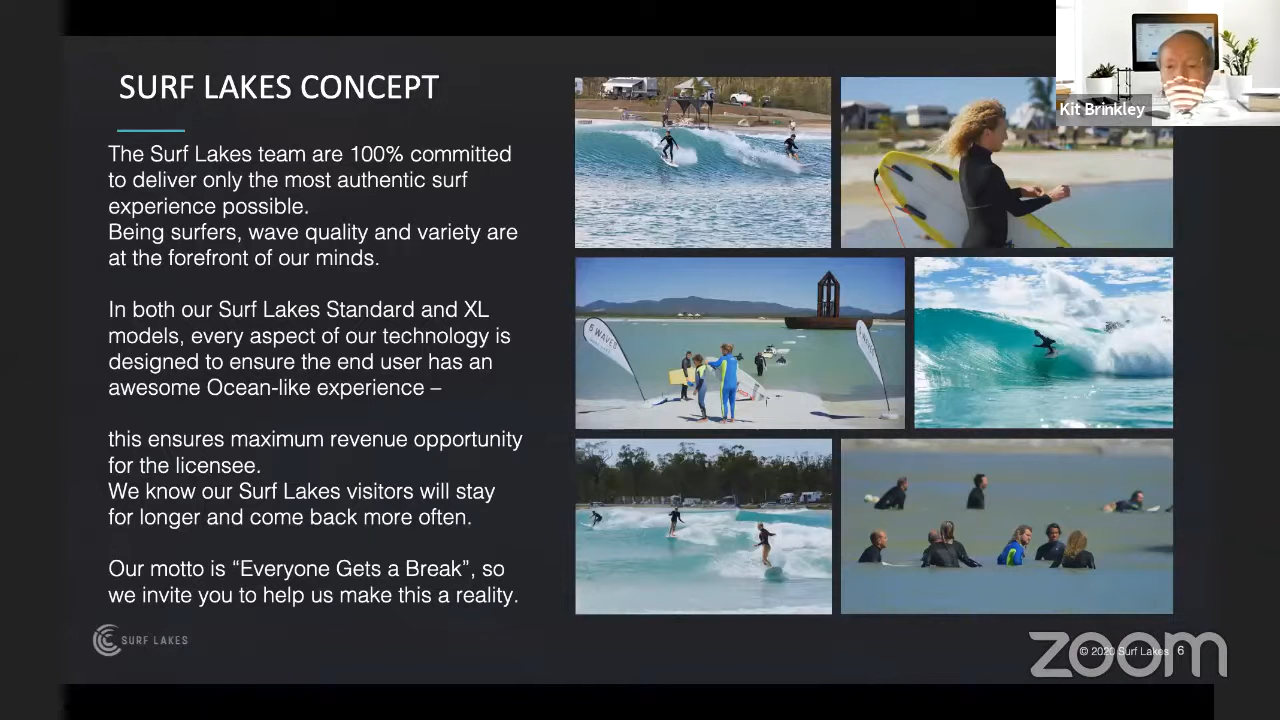 SURF LAKES CONCEPT
Kit Brinkley
The Surf Lakes team are 100% committed
to deliver only the most authentic surf
experience possible.
Being surfers, wave quality and variety are
at the forefront of our minds.
In both our Surf Lakes Standard and XL
models, every aspect of our technology is
designed to ensure the end user has an
awesome Ocean-like experience –
this ensures maximum revenue opportunity
for the licensee.
We know our Surf Lakes visitors will stay
for longer and come back more often.
Our motto is “Everyone Gets a Break”, so
we invite you to help us make this a reality.
5 WAVES
SURF LAKES
© 2020 Surf Lakes 6
zoom